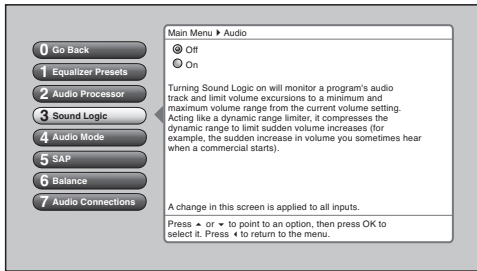 Main Menu ▶ Audio
0 Go Back
1 Equalizer Presets
2 Audio Processor
3 Sound Logic
4 Audio Mode
5 SAP
6 Balance
7 Audio Connections
Off
On
Turning Sound Logic on will monitor a program's audio
track and limit volume excursions to a minimum and
maximum volume range from the current volume setting.
Acting like a dynamic range limiter, it compresses the
dynamic range to limit sudden volume increases (for
example, the sudden increase in volume you sometimes hear
when a commercial starts).
A change in this screen is applied to all inputs.
Press ▲ or ▼ to point to an option, then press OK to
select it. Press ◀ to return to the menu.